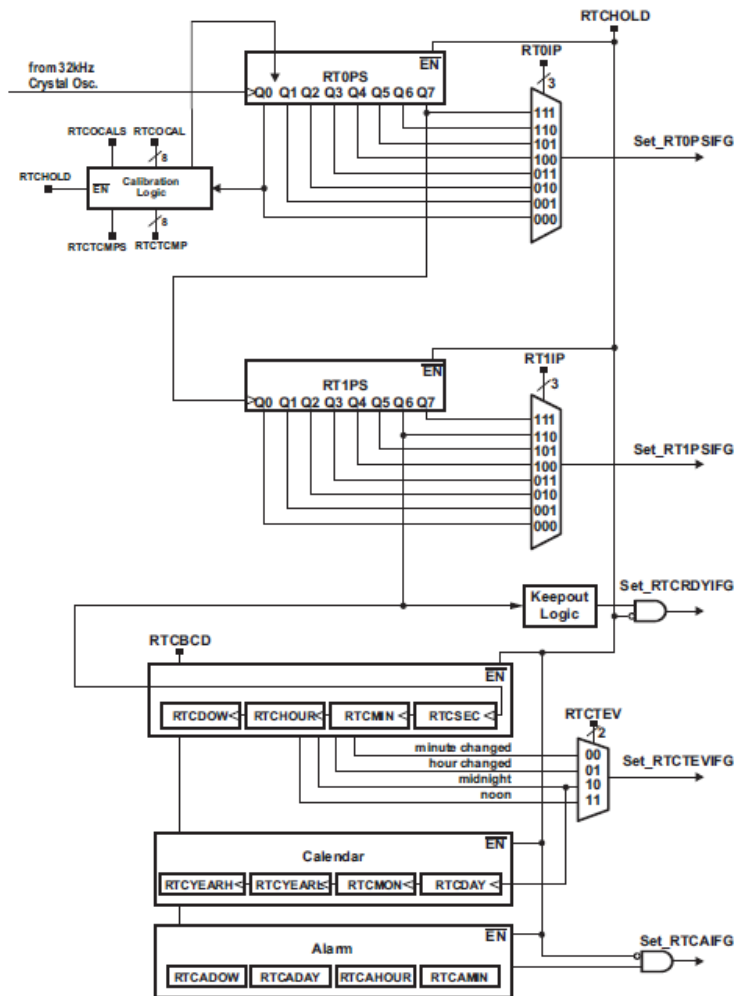 RTCHOLD
from 32kHz
Crystal Osc.
RT0PS
EN
Q0 Q1 Q2 Q3 Q4 Q5 Q6 Q7
RT0IP
3
111
110
101
100
011
010
001
000
Set_RT0PSIFG
RTCOCALS RTCOCAL
8
RTCHOLD
EN
Calibration
Logic
8
RTCTCMPS RTCTCMP
RT1PS
EN
Q0 Q1 Q2 Q3 Q4 Q5 Q6 Q7
RT1IP
3
111
110
101
100
011
010
001
000
Set_RT1PSIFG
Keepout
Logic
Set_RTCRDYIFG
RTCBCD
EN
RTCDOW RTCHOUR RTCMIN RTCSEC
minute changed
hour changed
midnight
noon
RTCTEV
2
00
01
10
11
Set_RTCTEVIFG
Calendar
EN
RTCYEARH RTCYEARL RTCMON RTCDAY
Alarm
EN
RTCADOW RTCADAY RTCAHOUR RTCAMIN
Set_RTCAIFG